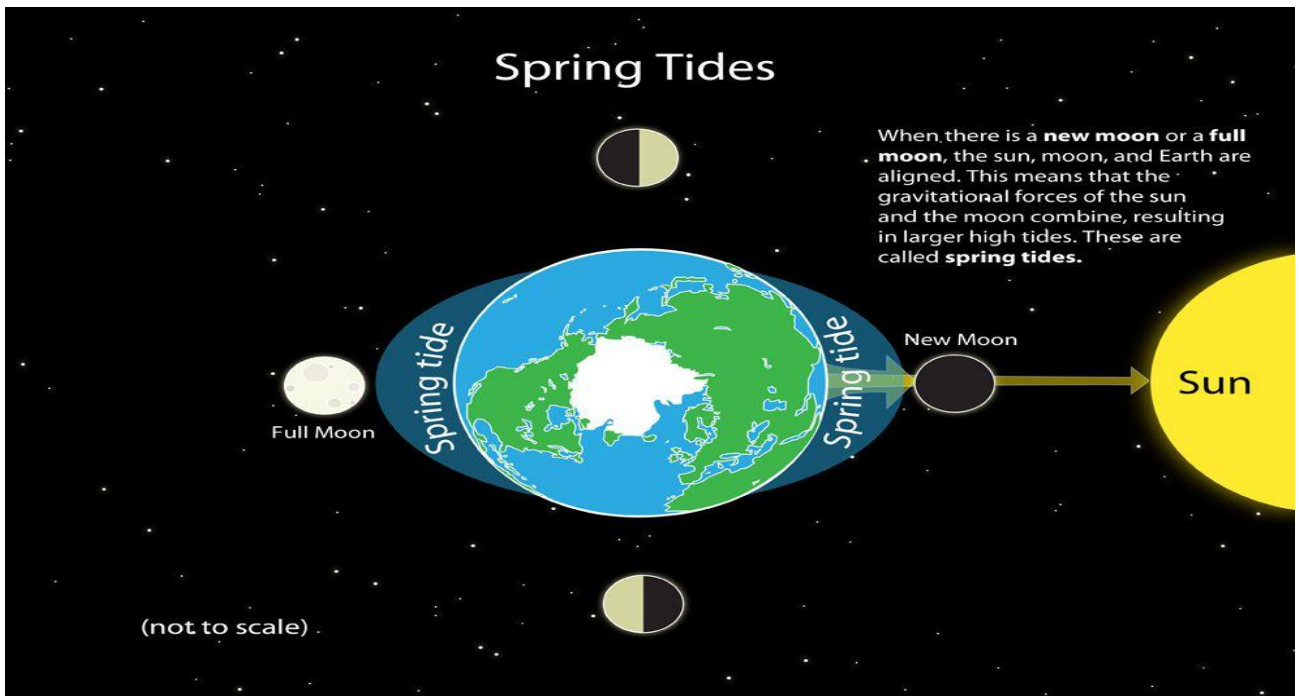 Spring Tides
When there is a new moon or a full
moon, the sun, moon, and Earth are
aligned. This means that the
gravitational forces of the sun
and the moon combine, resulting
in larger high tides. These are
called spring tides.
Spring tide
Spring tide
New Moon
Sun
Full Moon
(not to scale)